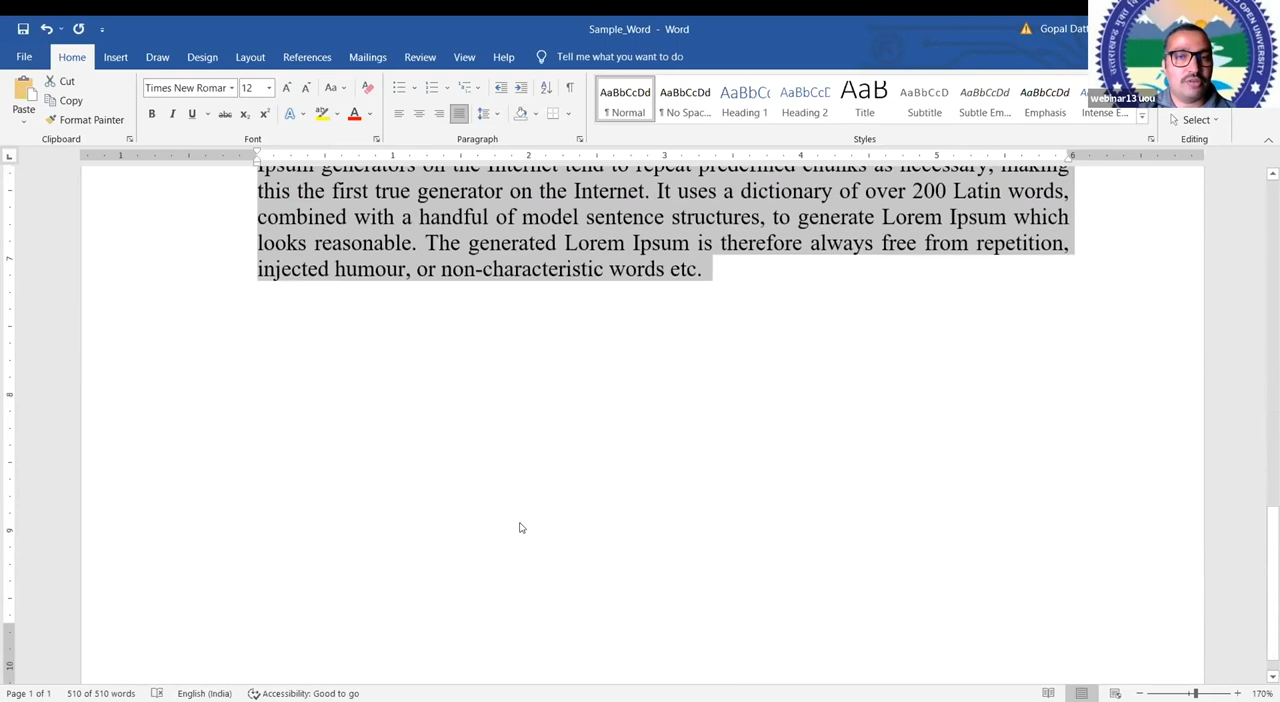 Sample_Word - Word
Gopal Datt
File Home Insert Draw Design Layout References Mailings Review View Help Tell me what you want to do
Paste
Cut
Copy
Format Painter
Clipboard
Times New Romar 12
Font
Paragraph
AaBbCcDd AaBbCcDd AaBbCc AaBbCcD AaB AaBbCcD AaBbCcDd AaBbCcDd
¶ Normal ¶ No Spac... Heading 1 Heading 2 Title Subtitle Subtle Em... Emphasis Intense E...
Styles
Select
Editing
OPEN UNIVERSITY
webinar13 uou
Ipsum generators on the Internet tend to repeat predefined chunks as necessary, making
this the first true generator on the Internet. It uses a dictionary of over 200 Latin words,
combined with a handful of model sentence structures, to generate Lorem Ipsum which
looks reasonable. The generated Lorem Ipsum is therefore always free from repetition,
injected humour, or non-characteristic words etc.
Page 1 of 1 510 of 510 words English (India) Accessibility: Good to go 170%